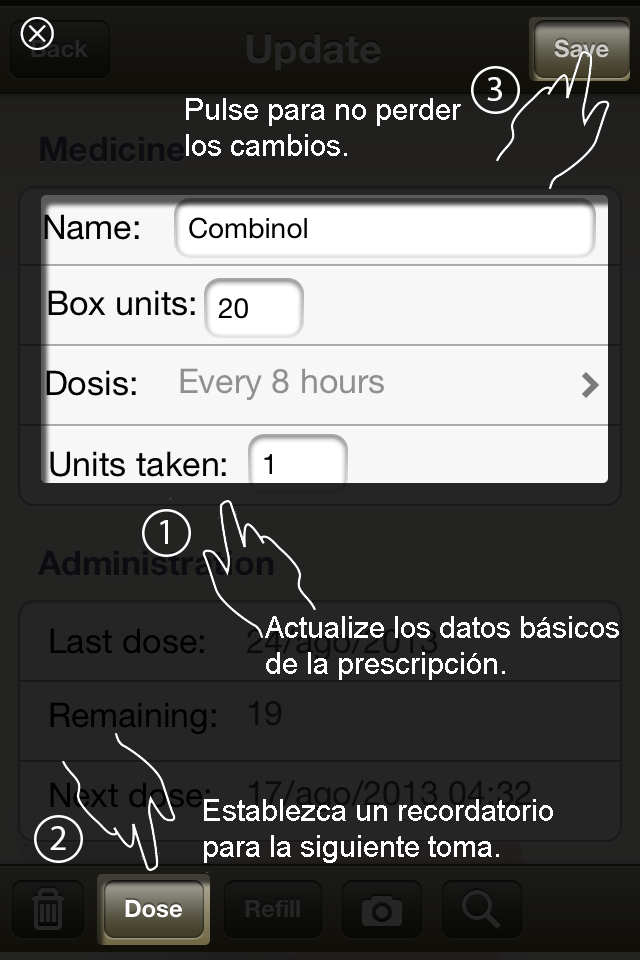 Back
Update
Save
3
Pulse para no perder
los cambios.
Medicine
Name: Combinol
Box units: 20
Dosis: Every 8 hours
Units taken: 1
1
Administration
Actualize los datos básicos
de la prescripción.
Last dose: 24/ago/2013
Remaining: 19
Next dose: 17/ago/2013 04:32
2
Establezca un recordatorio
para la siguiente toma.
Dose
Refill